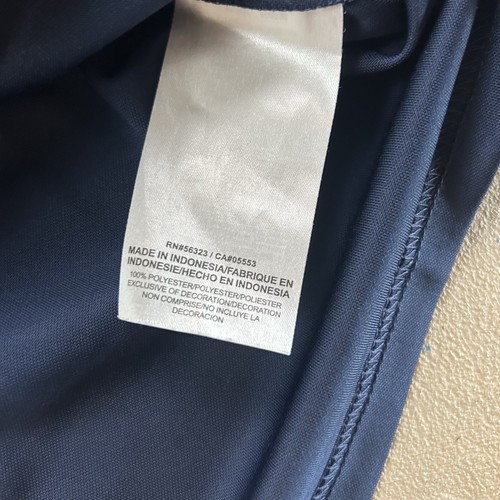 RN#56323 / CA#05553
MADE IN INDONESIA/FABRIQUE EN
INDONESIE/HECHO EN INDONESIA
100% POLYESTER/POLYESTER/POLIESTER
EXCLUSIVE OF DECORATION/DECORATION
NON COMPRISE/NO INCLUYE LA
DECORACION